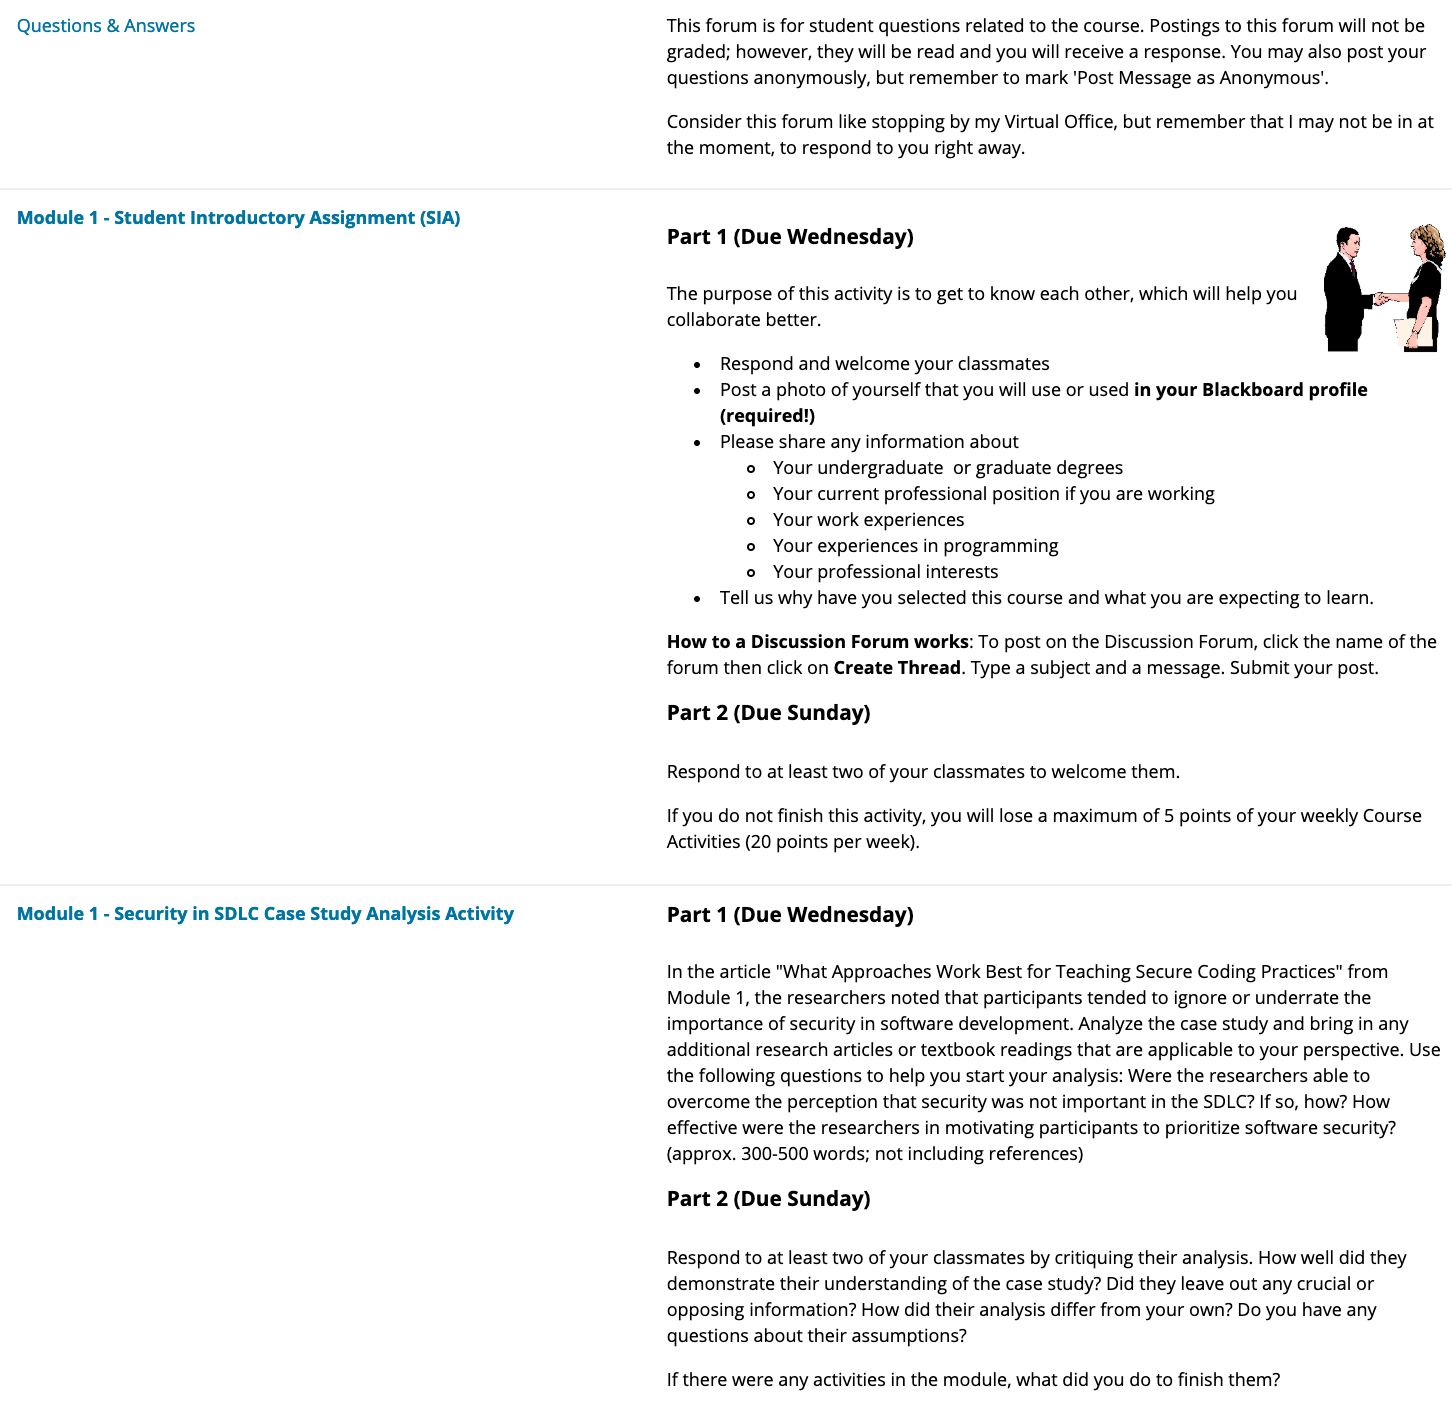 Questions & Answers
This forum is for student questions related to the course. Postings to this forum will not be
graded; however, they will be read and you will receive a response. You may also post your
questions anonymously, but remember to mark 'Post Message as Anonymous'.
Consider this forum like stopping by my Virtual Office, but remember that I may not be in at
the moment, to respond to you right away.
Module 1 - Student Introductory Assignment (SIA)
Part 1 (Due Wednesday)
The purpose of this activity is to get to know each other, which will help you
collaborate better.
• Respond and welcome your classmates
• Post a photo of yourself that you will use or used in your Blackboard profile
(required!)
• Please share any information about
o Your undergraduate  or graduate degrees
o Your current professional position if you are working
o Your work experiences
o Your experiences in programming
o Your professional interests
• Tell us why have you selected this course and what you are expecting to learn.
How to a Discussion Forum works: To post on the Discussion Forum, click the name of the
forum then click on Create Thread. Type a subject and a message. Submit your post.
Part 2 (Due Sunday)
Respond to at least two of your classmates to welcome them.
If you do not finish this activity, you will lose a maximum of 5 points of your weekly Course
Activities (20 points per week).
Module 1 - Security in SDLC Case Study Analysis Activity
Part 1 (Due Wednesday)
In the article "What Approaches Work Best for Teaching Secure Coding Practices" from
Module 1, the researchers noted that participants tended to ignore or underrate the
importance of security in software development. Analyze the case study and bring in any
additional research articles or textbook readings that are applicable to your perspective. Use
the following questions to help you start your analysis: Were the researchers able to
overcome the perception that security was not important in the SDLC? If so, how? How
effective were the researchers in motivating participants to prioritize software security?
(approx. 300-500 words; not including references)
Part 2 (Due Sunday)
Respond to at least two of your classmates by critiquing their analysis. How well did they
demonstrate their understanding of the case study? Did they leave out any crucial or
opposing information? How did their analysis differ from your own? Do you have any
questions about their assumptions?
If there were any activities in the module, what did you do to finish them?